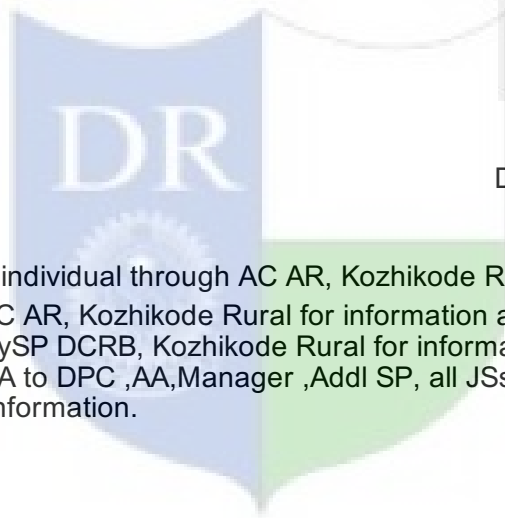 DR
D
individual through AC AR, Kozhikode R
C AR, Kozhikode Rural for information a
ySP DCRB, Kozhikode Rural for informa
A to DPC ,AA,Manager ,Addl SP, all JSs
nformation.